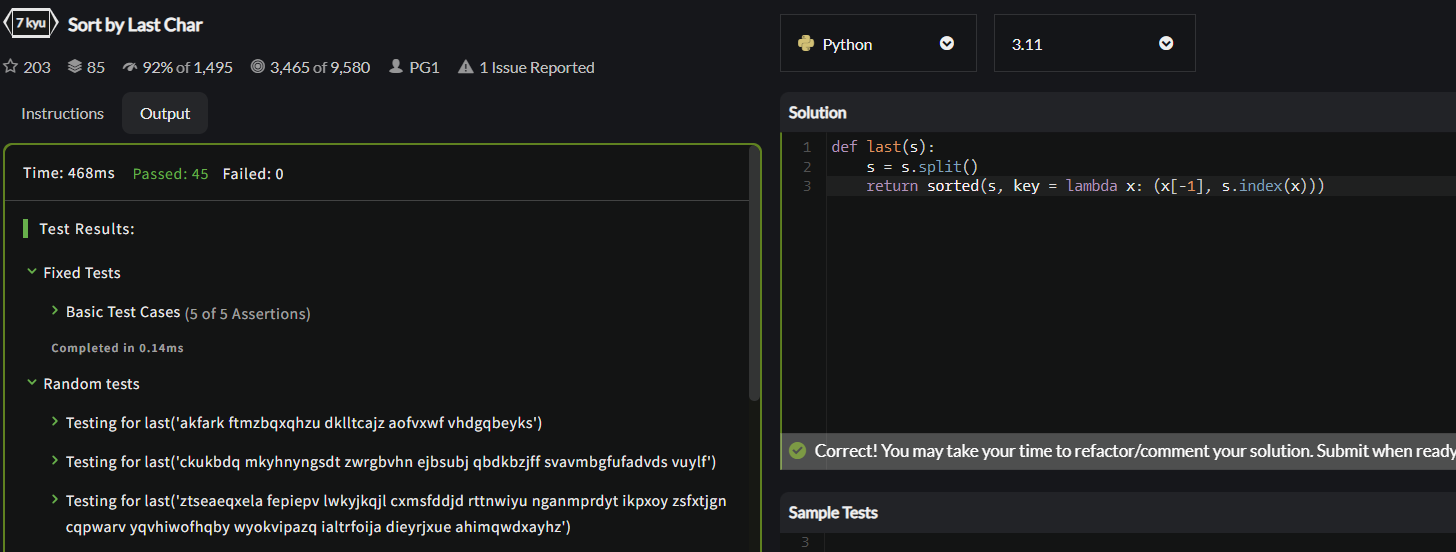 7 kyu Sort by Last Char
203 85 92% of 1,495 3,465 of 9,580 PG1 1 Issue Reported
Instructions Output
Time: 468ms Passed: 45 Failed: 0
Test Results:
Fixed Tests
Basic Test Cases (5 of 5 Assertions)
Completed in 0.14ms
Random tests
Testing for last('akfark ftmzbqxqhzu dklltcajz aofvxwf vhdgqbeyks')
Testing for last('ckukbdq mkyhnyngsdt zwrgbvhn ejbsubj qbdkbzjff svavmbgfufadvds vuylf')
Testing for last('ztseaeqxela fepiepv lwkyjkqjl cxmsfddjd rttnwiyu nganmprdyt ikpxoy zsfxtjgn
cqpwarv yqvhiwofhqby wyokvipazq ialtrfoija dieyrjxue ahimqwdxayhz')
Python 3.11
Solution
1 def last(s):
2 s = s.split()
3 return sorted(s, key = lambda x: (x[-1], s.index(x)))
Correct! You may take your time to refactor/comment your solution. Submit when ready
Sample Tests
3